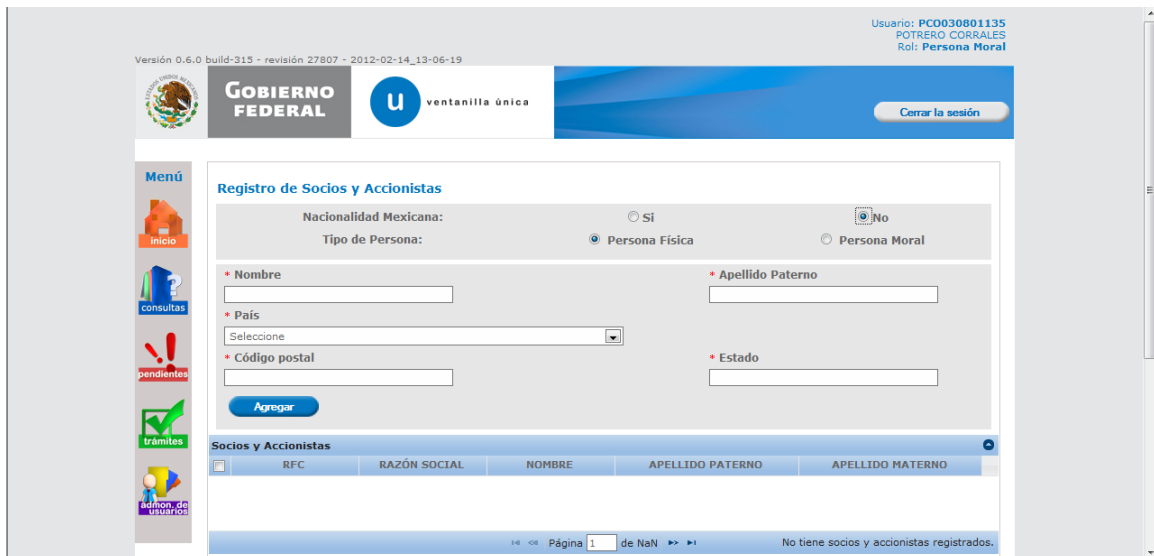 Usuario: PCO030801135
POTRERO CORRALES
Rol: Persona Moral
Versión 0.6.0 build-315 - revisión 27807 - 2012-02-14_13-06-19
GOBIERNO
FEDERAL
u ventanilla única
Cerrar la sesión
Menú
inicio
consultas
pendientes
trámites
admon. de
usuarios
Registro de Socios y Accionistas
Nacionalidad Mexicana: Si No
Tipo de Persona: Persona Física Persona Moral
* Nombre * Apellido Paterno
* País
Seleccione
* Código postal * Estado
Agregar
Socios y Accionistas
RFC RAZÓN SOCIAL NOMBRE APELLIDO PATERNO APELLIDO MATERNO
Página 1 de NaN No tiene socios y accionistas registrados.